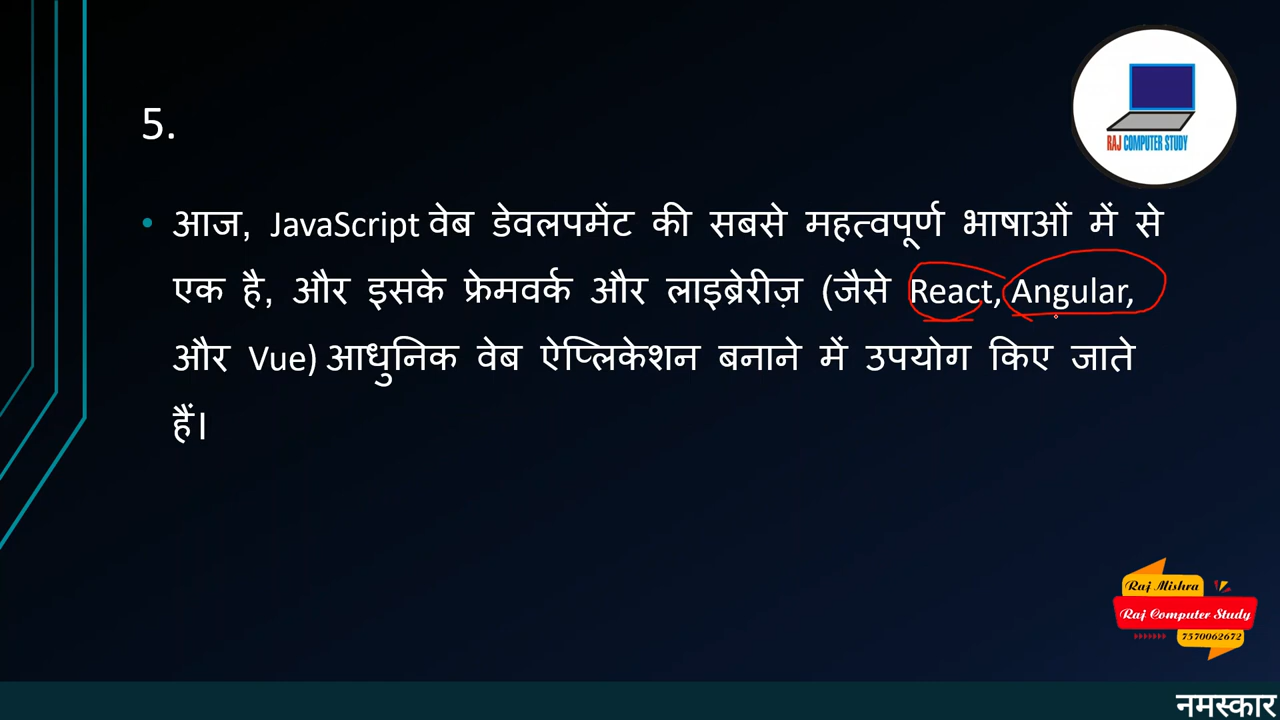 RAJ COMPUTER STUDY
5.
• आज, JavaScript वेब डेवलपमेंट की सबसे महत्वपूर्ण भाषाओं में से
एक है, और इसके फ्रेमवर्क और लाइब्रेरीज़ (जैसे React, Angular,
और Vue) आधुनिक वेब ऐप्लिकेशन बनाने में उपयोग किए जाते
हैं।
Raj Mishra
Raj Computer Study
7570062672
नमस्कार